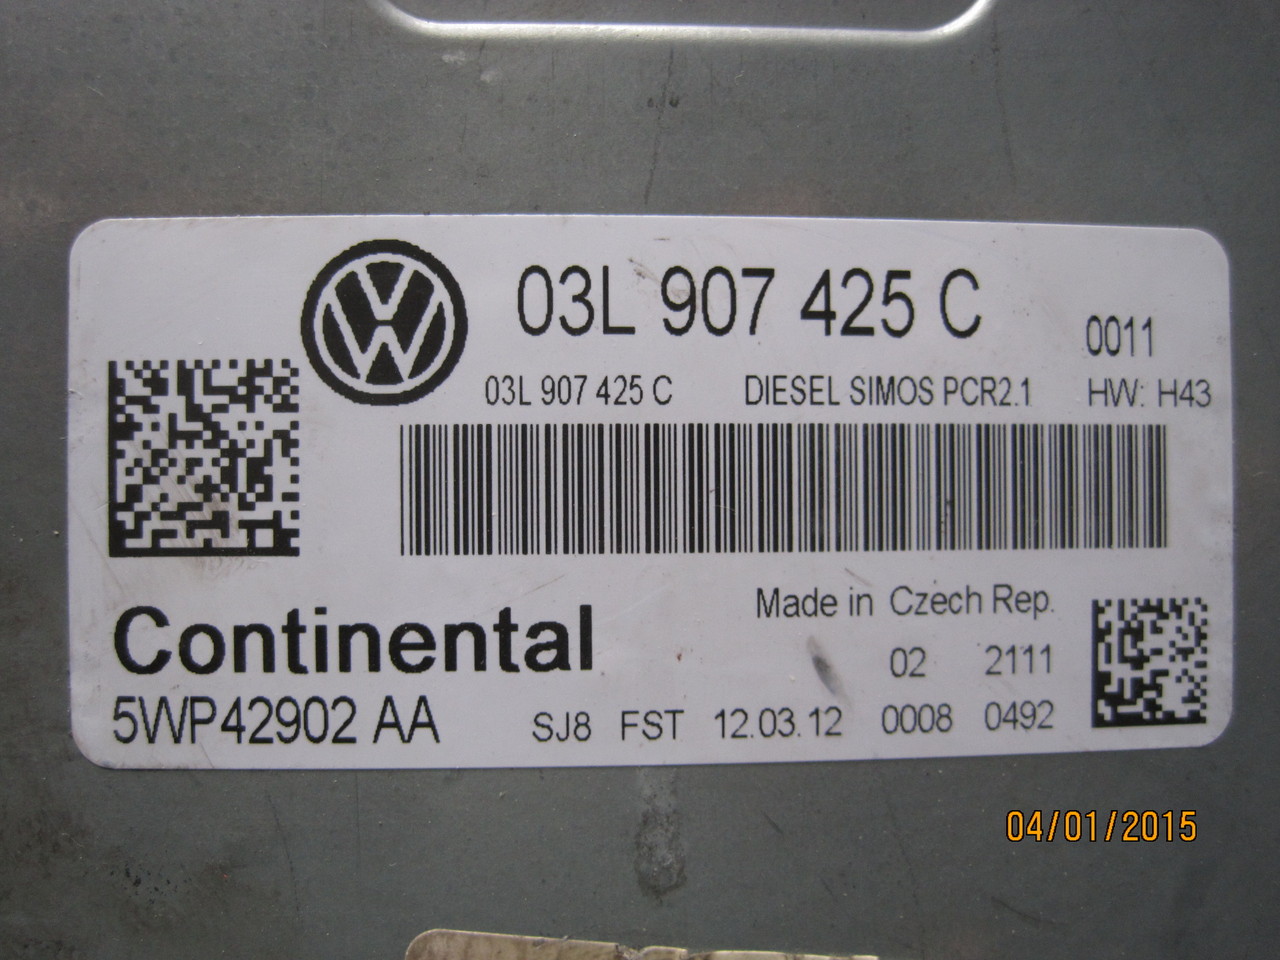 03L 907 425 C
0011
03L 907 425 C DIESEL SIMOS PCR2.1 HW: H43
Made in Czech Rep.
Continental
02 2111
5WP42902 AA SJ8 FST 12.03.12 0008 0492
04/01/2015